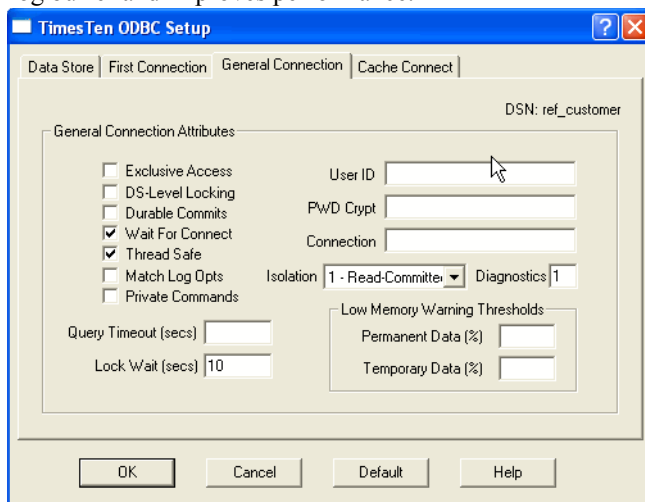 TimesTen ODBC Setup
Data Store First Connection General Connection Cache Connect
DSN: ref_customer
General Connection Attributes
Exclusive Access
DS-Level Locking
Durable Commits
Wait For Connect
Thread Safe
Match Log Opts
Private Commands
User ID
PWD Crypt
Connection
Isolation 1 - Read-Committe Diagnostics 1
Query Timeout (secs)
Lock Wait (secs) 10
Low Memory Warning Thresholds
Permanent Data (%)
Temporary Data (%)
OK Cancel Default Help